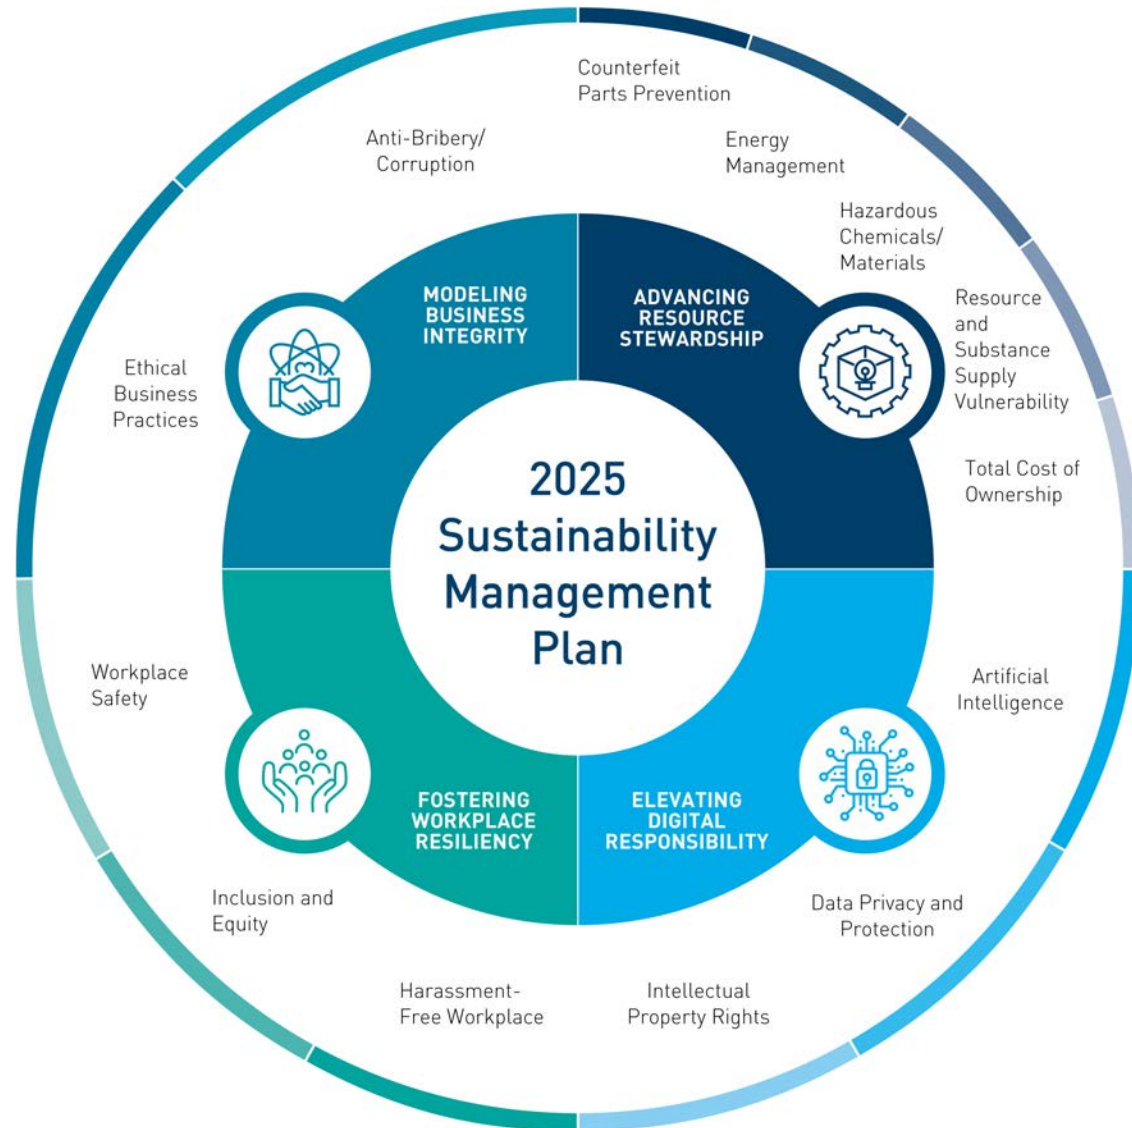 Counterfeit
Parts Prevention
Anti-Bribery/
Corruption
Energy
Management
Hazardous
Chemicals/
Materials
MODELING
BUSINESS
INTEGRITY
ADVANCING
RESOURCE
STEWARDSHIP
Resource
and
Substance
Supply
Vulnerability
Ethical
Business
Practices
Total Cost of
Ownership
2025
Sustainability
Management
Plan
Workplace
Safety
Artificial
Intelligence
FOSTERING
WORKPLACE
RESILIENCY
ELEVATING
DIGITAL
RESPONSIBILITY
Inclusion and
Equity
Data Privacy and
Protection
Harassment-
Free Workplace
Intellectual
Property Rights